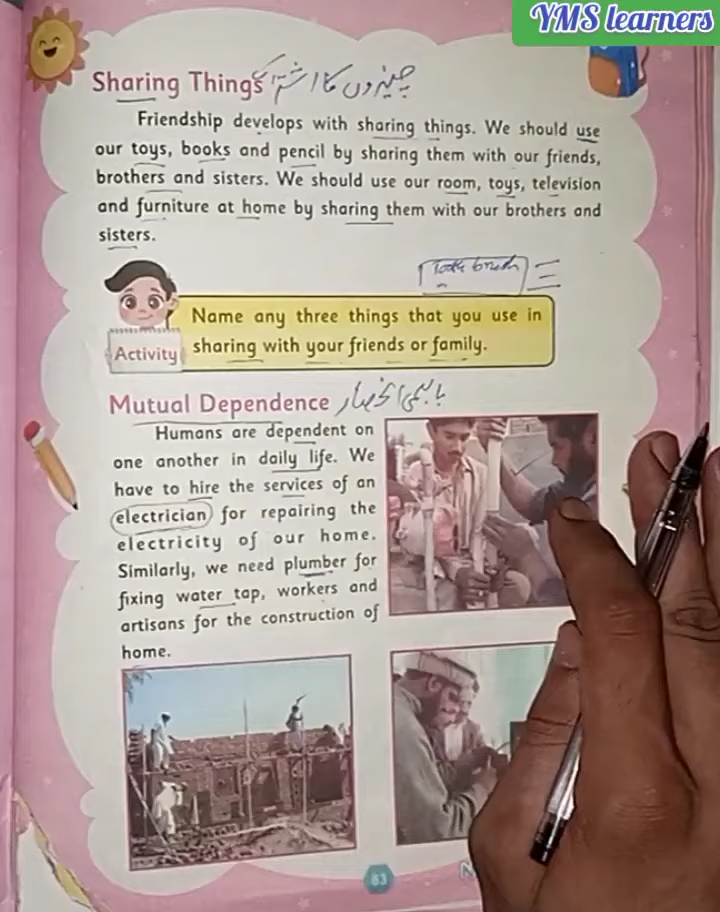 YMS learners
Sharing Things چیزوں کا اشتراک
Friendship develops with sharing things. We should use
our toys, books and pencil by sharing them with our friends,
brothers and sisters. We should use our room, toys, television
and furniture at home by sharing them with our brothers and
sisters.
Tooth brush
Name any three things that you use in
Activity sharing with your friends or family.
Mutual Dependence باہمی انحصار
Humans are dependent on
one another in daily life. We
have to hire the services of an
electrician for repairing the
electricity of our home.
Similarly, we need plumber for
fixing water tap, workers and
artisans for the construction of
home.
83
N